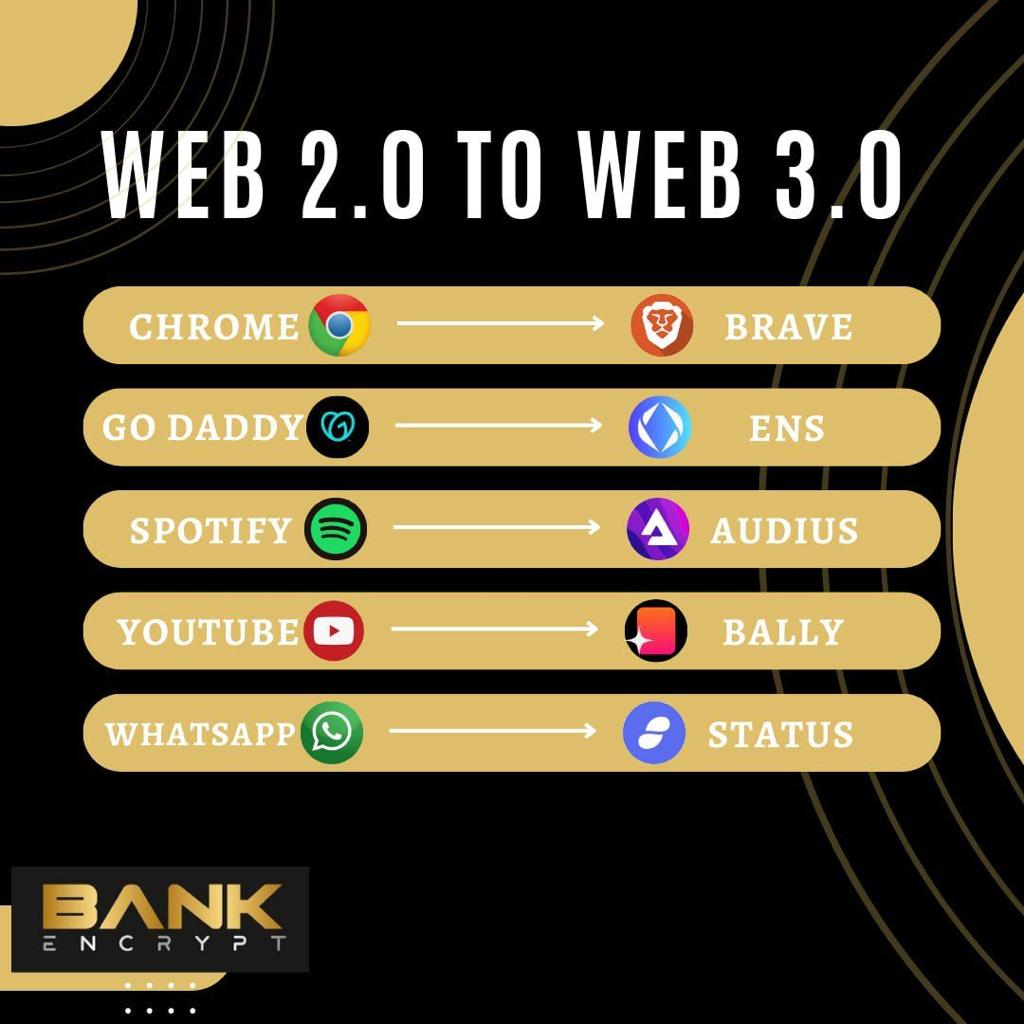 WEB 2.0 TO WEB 3.0
CHROME BRAVE
GO DADDY ENS
SPOTIFY AUDIUS
YOUTUBE BALLY
WHATSAPP STATUS
BANK
ENCRYPT